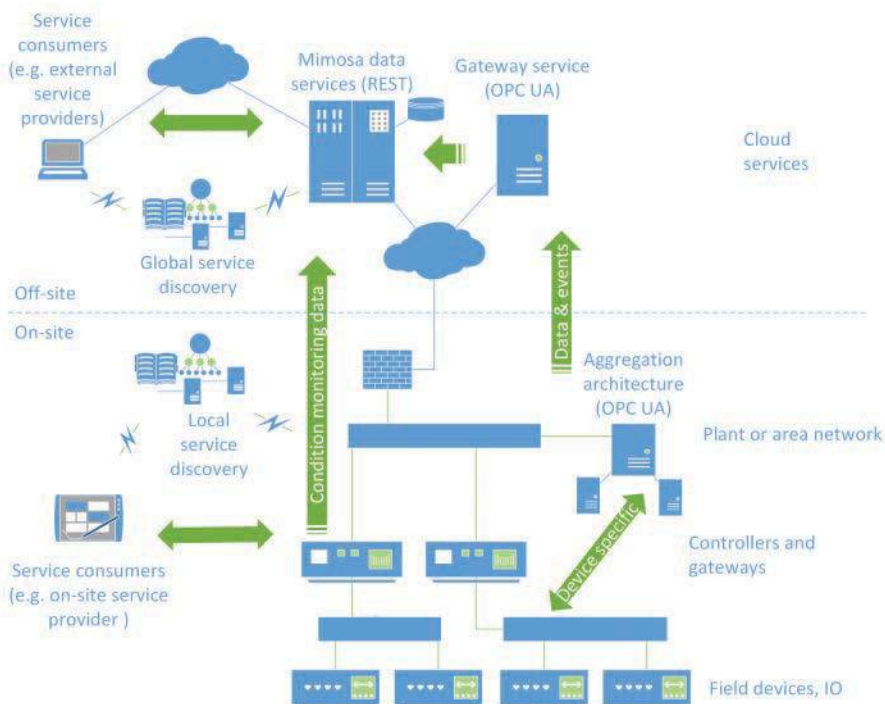 Service
consumers
(e.g. external
service
providers)
Mimosa data
services (REST)
Gateway service
(OPC UA)
Cloud
services
Global service
discovery
Off-site
On-site
Condition monitoring data
Data & events
Local
service
discovery
Aggregation
architecture
(OPC UA)
Plant or area network
Device specific
Controllers and
gateways
Service consumers
(e.g. on-site service
provider )
Field devices, IO